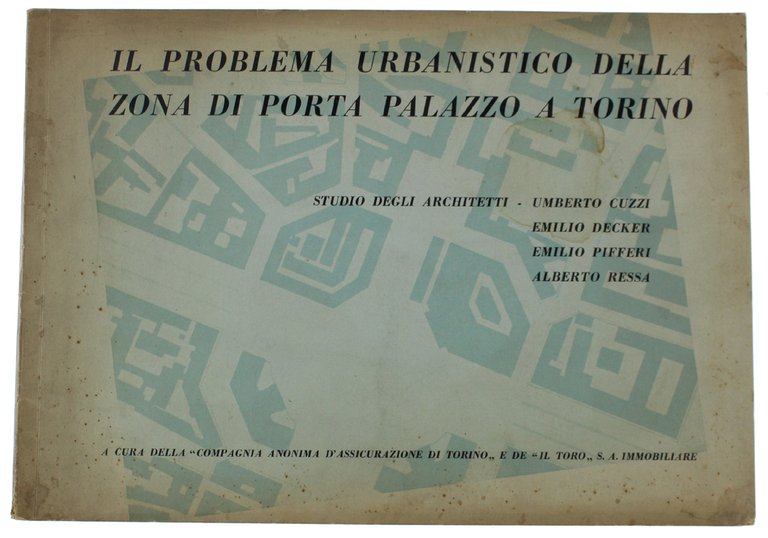 IL PROBLEMA URBANISTICO DELLA
ZONA DI PORTA PALAZZO A TORINO
STUDIO DEGLI ARCHITETTI - UMBERTO CUZZI
EMILIO DECKER
EMILIO PIFFERI
ALBERTO RESSA
A CURA DELLA “COMPAGNIA ANONIMA D'ASSICURAZIONE DI TORINO„ E DE “IL TORO„ S. A. IMMOBILIARE